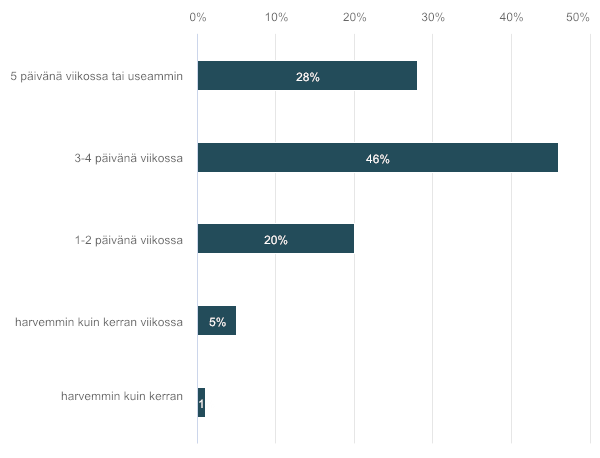 0% 10% 20% 30% 40% 50%
5 päivänä viikossa tai useammin 28%
3-4 päivänä viikossa 46%
1-2 päivänä viikossa 20%
harvemmin kuin kerran viikossa 5%
harvemmin kuin kerran 1